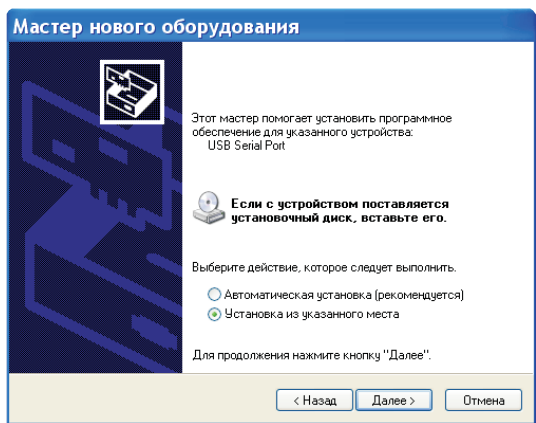 Мастер нового оборудования
Этот мастер помогает установить программное
обеспечение для указанного устройства:
USB Serial Port
Если с устройством поставляется
установочный диск, вставьте его.
Выберите действие, которое следует выполнить.
Автоматическая установка (рекомендуется)
Установка из указанного места
Для продолжения нажмите кнопку "Далее".
< Назад
Далее >
Отмена